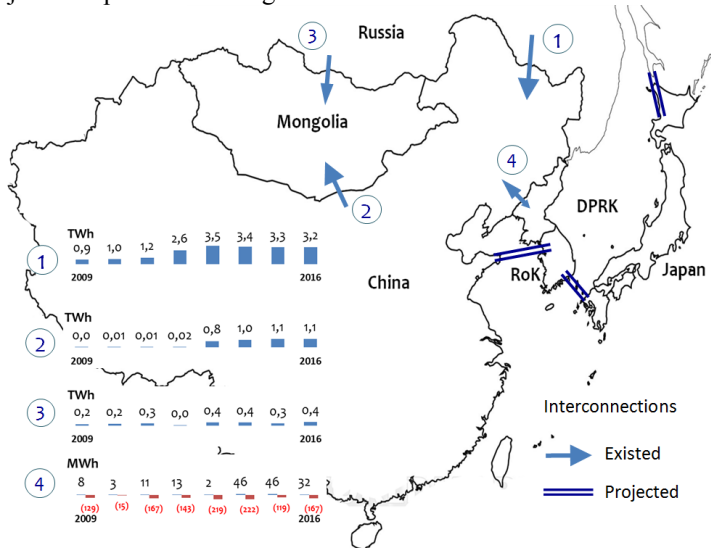 Russia
Mongolia
China
DPRK
RoK
Japan
3
1
2
4
TWh
0,9 1,0 1,2 2,6 3,5 3,4 3,3 3,2
1
2009 2016
TWh
0,0 0,01 0,01 0,02 0,8 1,0 1,1 1,1
2
2009 2016
TWh
0,2 0,2 0,3 0,0 0,4 0,4 0,3 0,4
3
2009 2016
MWh
8 3 11 13 2 46 46 32
4
(129) (15) (167) (143) (219) (222) (119) (167)
2009 2016
Interconnections
Existed
Projected